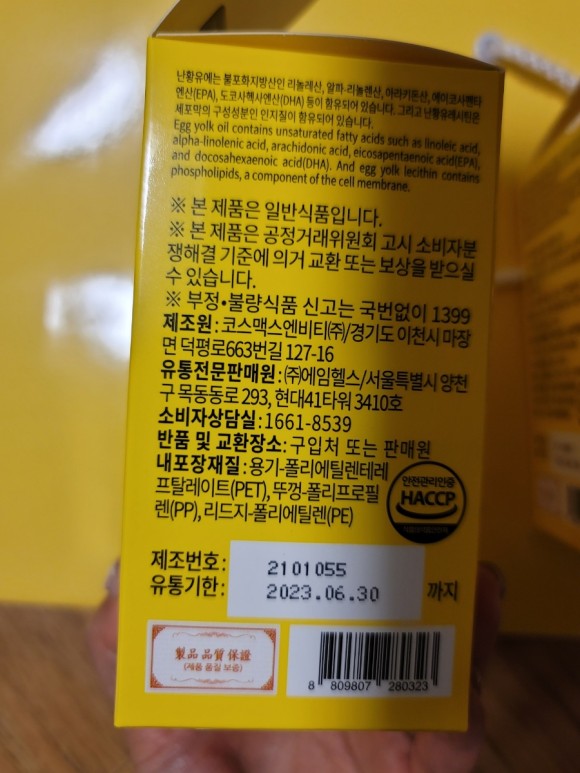 난황유에는 불포화지방산인 리놀레산, 알파-리놀렌산, 아라키돈산, 에이코사펜타
엔산(EPA), 도코사헥사엔산(DHA) 등이 함유되어 있습니다. 그리고 난황유레시틴은
세포막의 구성성분인 인지질이 함유되어 있습니다.
Egg yolk oil contains unsaturated fatty acids such as linoleic acid,
alpha-linolenic acid, arachidonic acid, eicosapentaenoic acid(EPA),
and docosahexaenoic acid(DHA). And egg yolk lecithin contains
phospholipids, a component of the cell membrane.
※ 본 제품은 일반식품입니다.
※ 본 제품은 공정거래위원회 고시 소비자분
쟁해결 기준에 의거 교환 또는 보상을 받으실
수 있습니다.
※ 부정•불량식품 신고는 국번없이 1399
제조원 : 코스맥스엔비티(주)/경기도 이천시 마장
면 덕평로663번길 127-16
유통전문판매원 : (주)에임헬스/서울특별시 양천
구 목동동로 293, 현대41타워 3410호
소비자상담실 : 1661-8539
반품 및 교환장소 : 구입처 또는 판매원
내포장재질 : 용기-폴리에틸렌테레
프탈레이트(PET), 뚜껑-폴리프로필
렌(PP), 리드지-폴리에틸렌(PE)
안전관리인증
HACCP
제조번호 : 2101055
유통기한 : 2023.06.30 까지
製品品質保證
(제품 품질 보증)
8 809807 280323